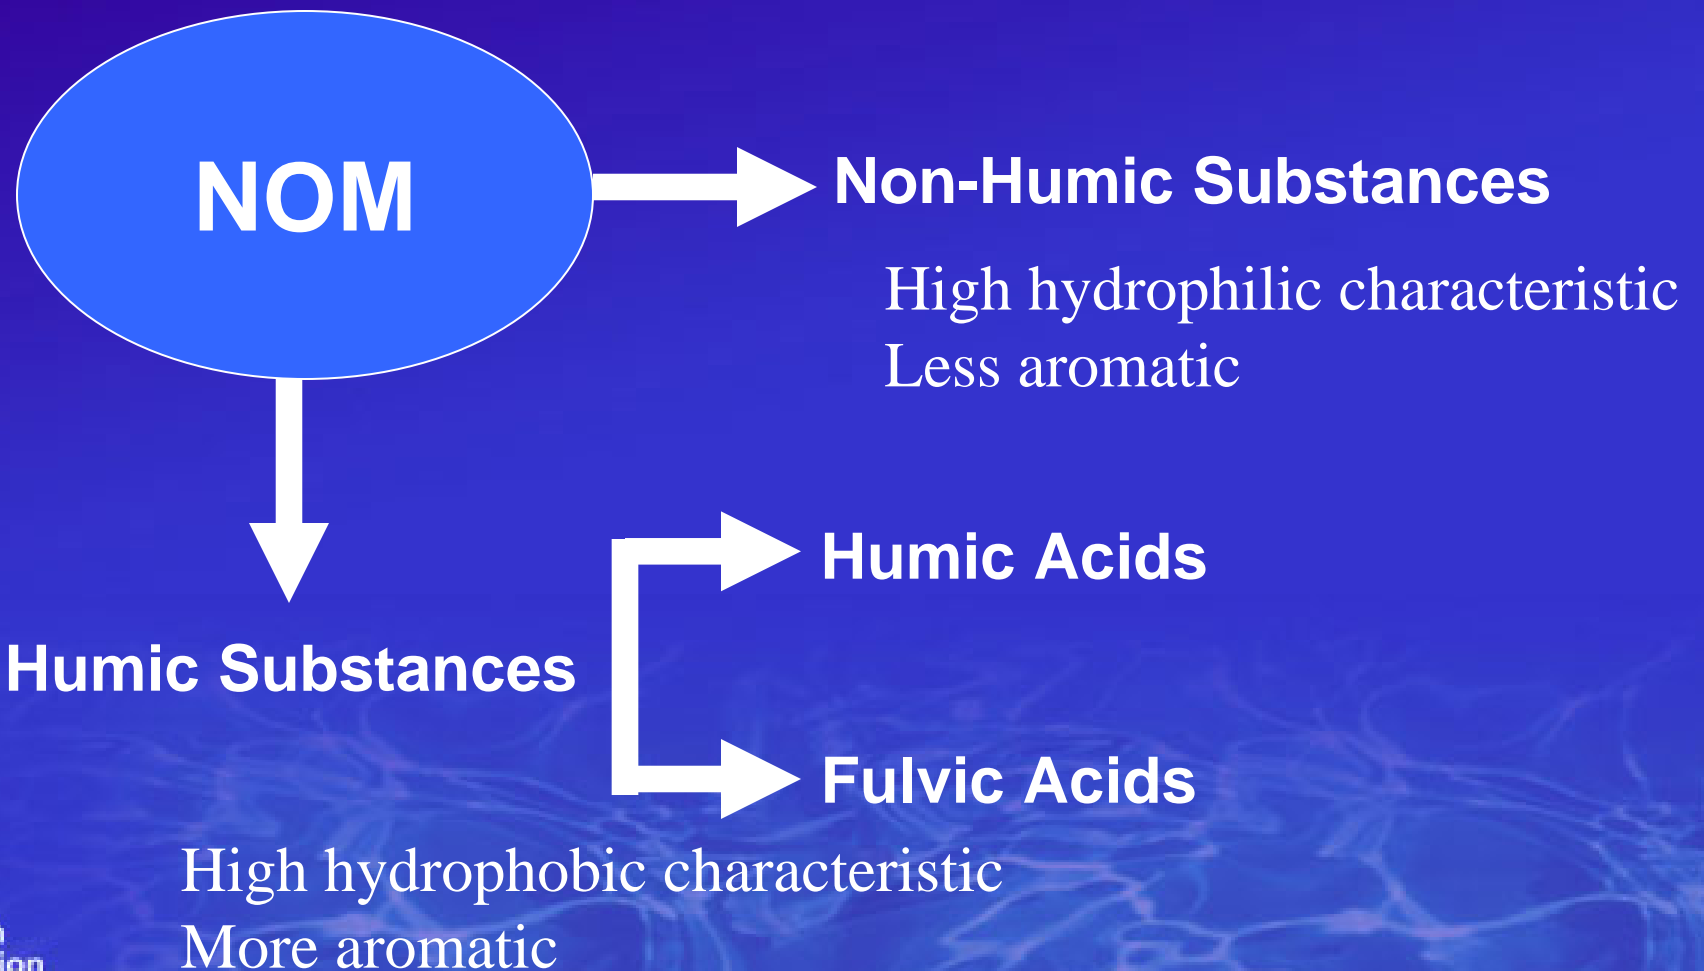 NOM
Non-Humic Substances
High hydrophilic characteristic
Less aromatic
Humic Acids
Humic Substances
Fulvic Acids
High hydrophobic characteristic
More aromatic